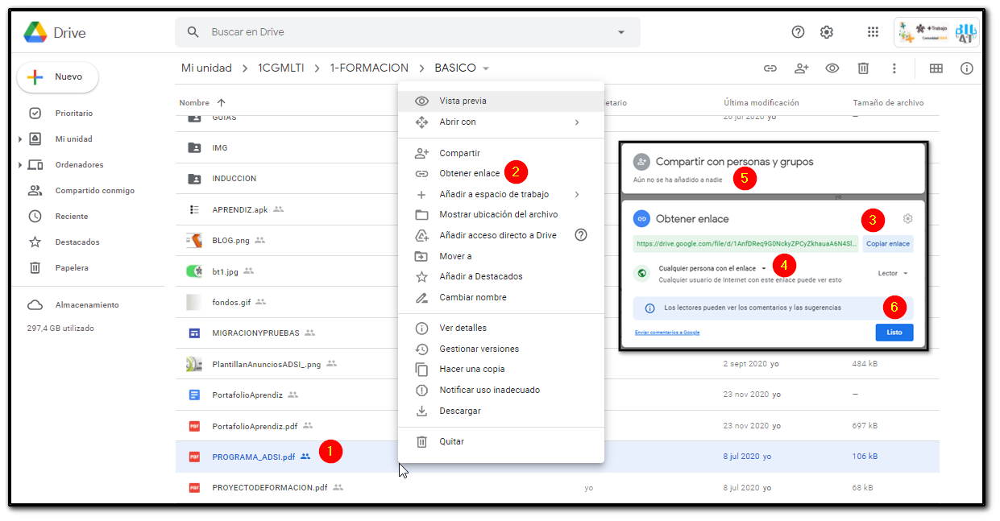 Drive
Buscar en Drive
+Trabajo
Nuevo
Mi unidad > 1CGMLTI > 1-FORMACION > BASICO
Prioritario
Mi unidad
Ordenadores
Compartido conmigo
Reciente
Destacados
Papelera
Almacenamiento
297,4 GB utilizado
Nombre
etario
Última modificación
Tamaño de archivo
GUIAS
20 jul 2020 yo
–
IMG
INDUCCION
APRENDIZ.apk
BLOG.png
bt1.jpg
fondos.gif
MIGRACIONYPRUEBAS
PlantillanAnunciosADSI_.png
2 sept 2020 yo
484 kB
PortafolioAprendiz
23 nov 2020 yo
–
PortafolioAprendiz.pdf
23 nov 2020 yo
697 kB
PROGRAMA_ADSI.pdf
1
8 jul 2020 yo
106 kB
PROYECTODEFORMACION.pdf
yo
8 jul 2020 yo
68 kB
Vista previa
Abrir con
Compartir
Obtener enlace
2
Añadir a espacio de trabajo
Mostrar ubicación del archivo
Añadir acceso directo a Drive
Mover a
Añadir a Destacados
Cambiar nombre
Ver detalles
Gestionar versiones
Hacer una copia
Notificar uso inadecuado
Descargar
Quitar
Compartir con personas y grupos
Aún no se ha añadido a nadie
5
yo
Obtener enlace
3
https://drive.google.com/file/d/1AnfDReq9G0NckyZPCyZkhauaA6N4Sl...
Copiar enlace
Cualquier persona con el enlace
4
Cualquier usuario de Internet con este enlace puede ver esto
Lector
Los lectores pueden ver los comentarios y las sugerencias
6
Enviar comentarios a Google
Listo
PDF
PDF
PDF